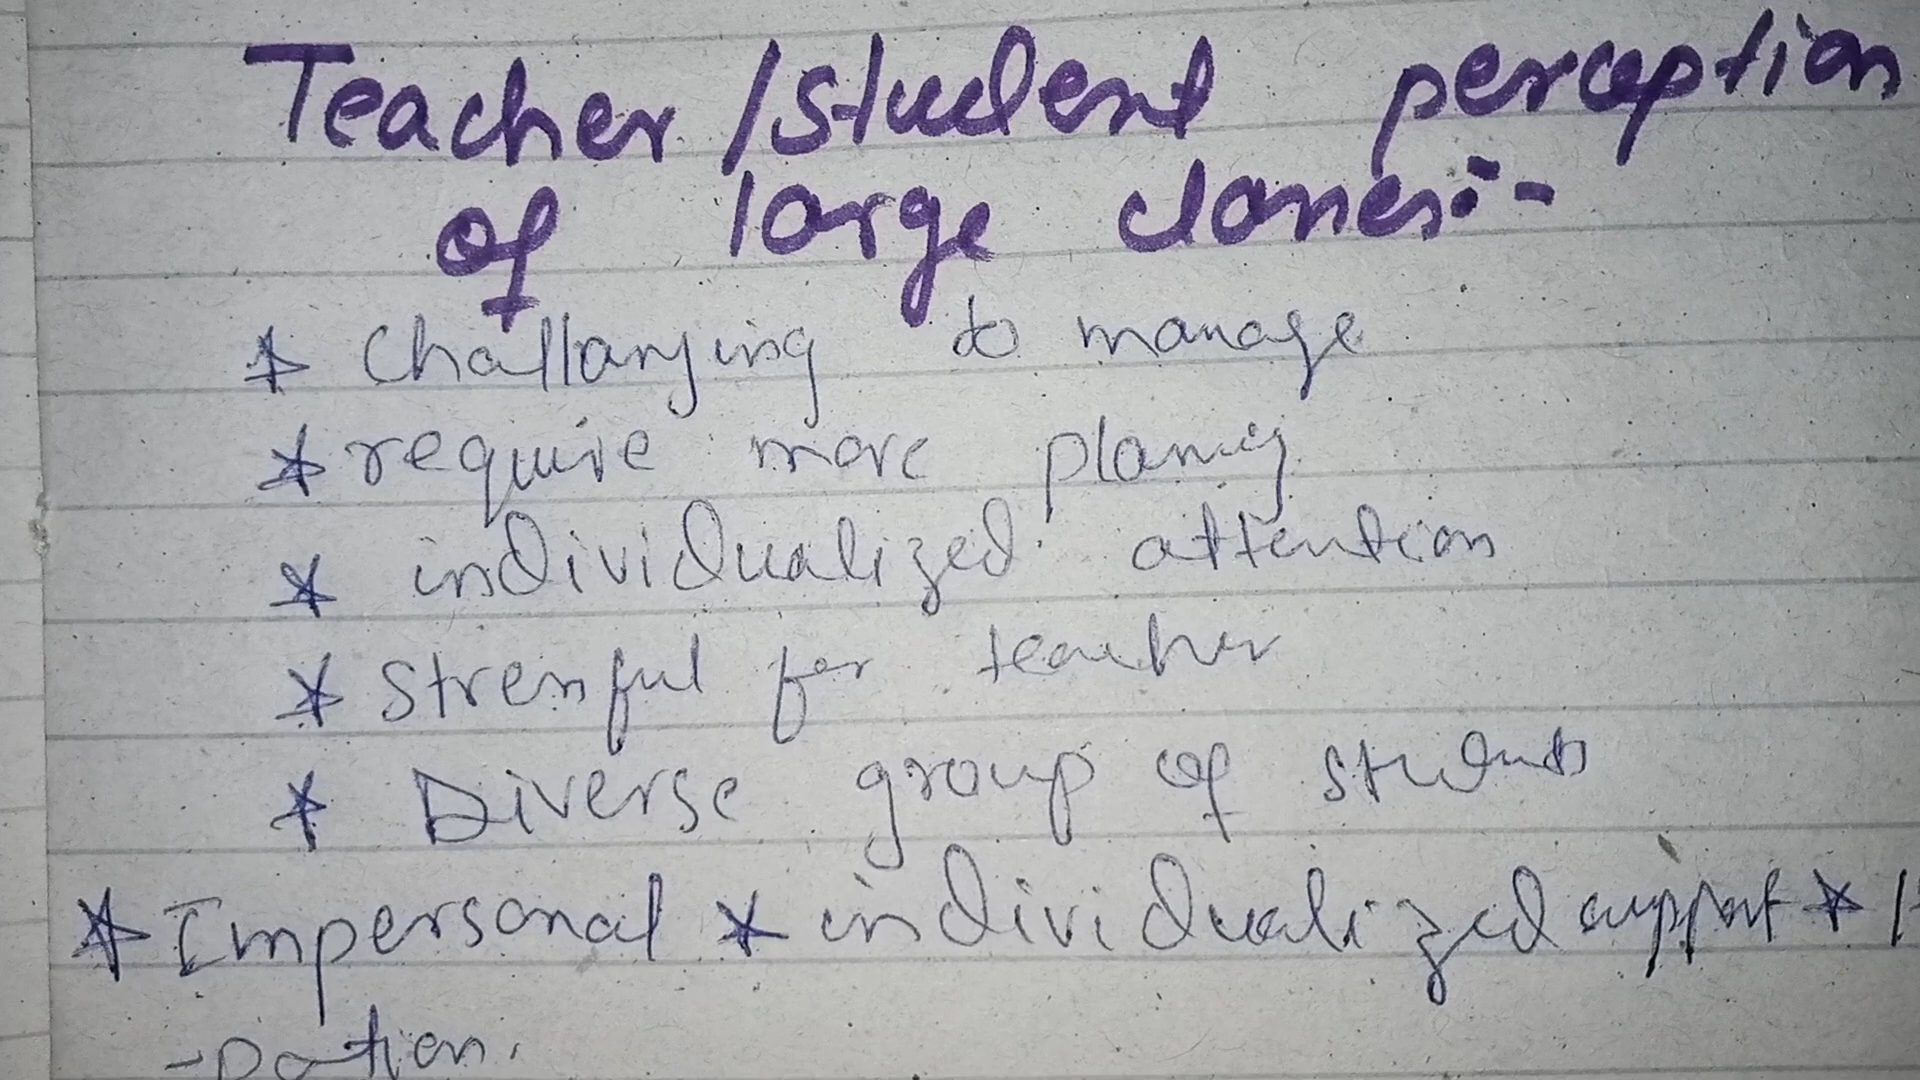 Teacher/student perception
of large classes:-
* Challanging to manage
* require more planing
* individualized attention
* Stressful for teacher
* Diverse group of students
* Impersonal * individualized support *
-pation.